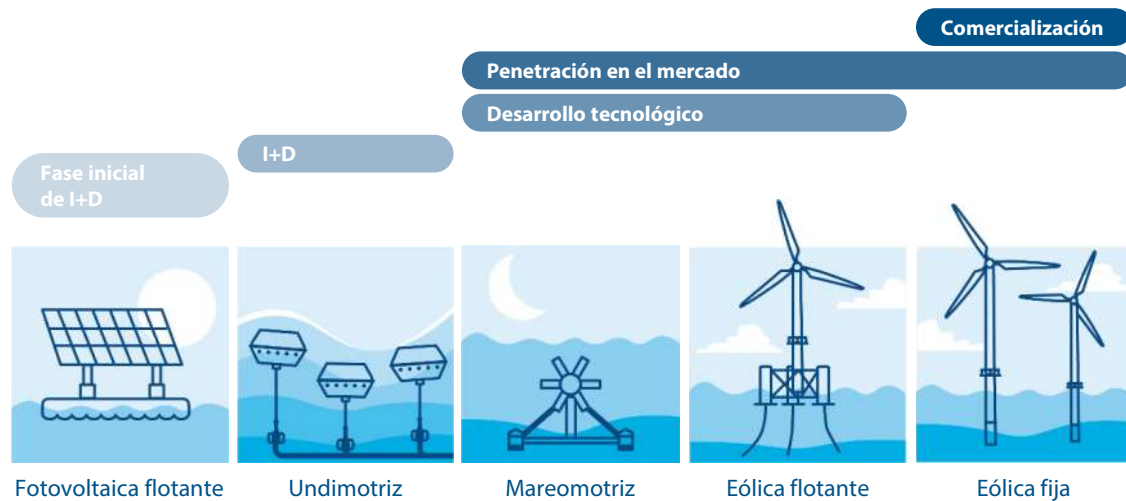 Comercialización
Penetración en el mercado
Desarrollo tecnológico
I+D
Fase inicial
de I+D
Fotovoltaica flotante
Undimotriz
Mareomotriz
Eólica flotante
Eólica fija